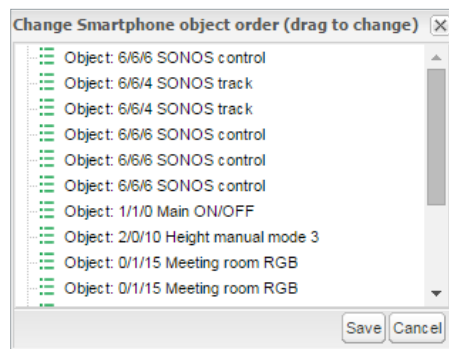 Change Smartphone object order (drag to change)
Object: 6/6/6 SONOS control
Object: 6/6/4 SONOS track
Object: 6/6/4 SONOS track
Object: 6/6/6 SONOS control
Object: 6/6/6 SONOS control
Object: 6/6/6 SONOS control
Object: 1/1/0 Main ON/OFF
Object: 2/0/10 Height manual mode 3
Object: 0/1/15 Meeting room RGB
Object: 0/1/15 Meeting room RGB
Save Cancel